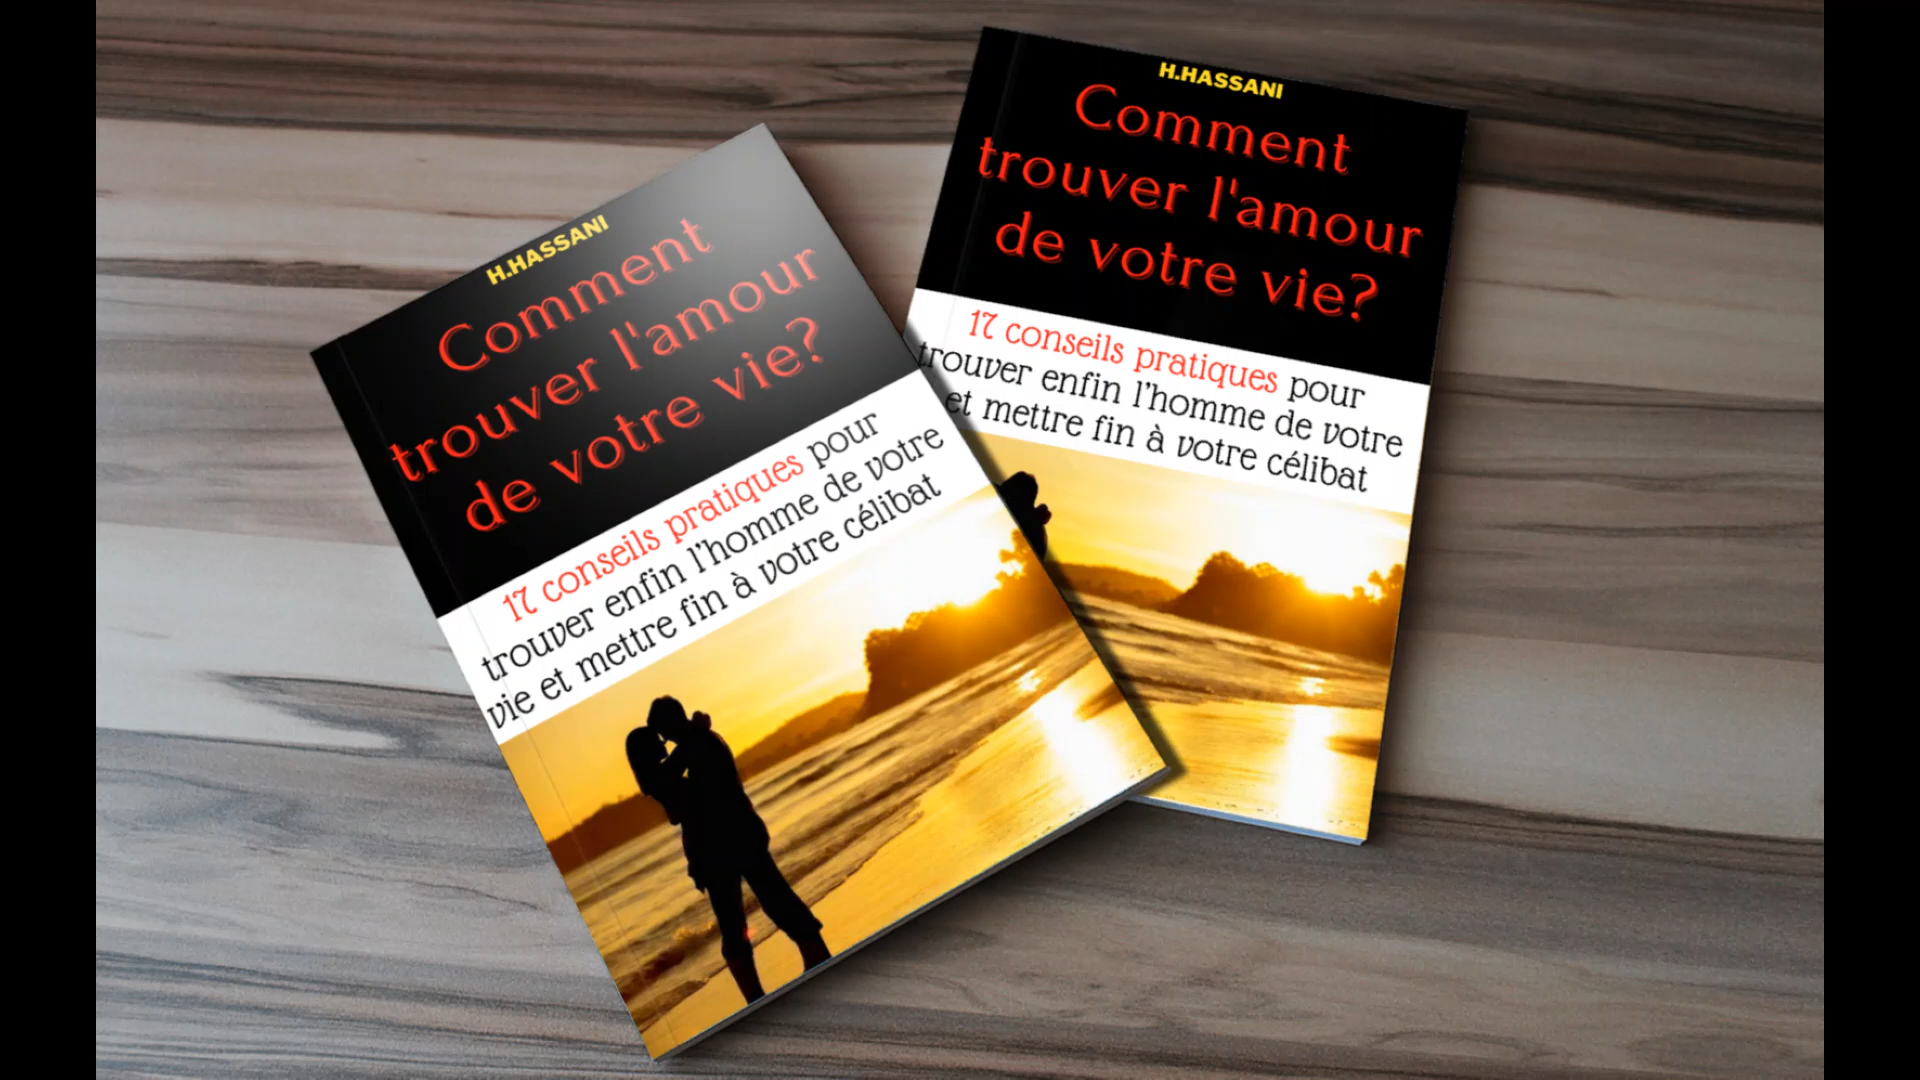 H.HASSANI
Comment
trouver l'amour
de votre vie?
17 conseils pratiques pour
trouver enfin l'homme de votre
vie et mettre fin à votre célibat
H.HASSANI
Comment
trouver l'amour
de votre vie?
17 conseils pratiques pour
trouver enfin l'homme de votre
et mettre fin à votre célibat